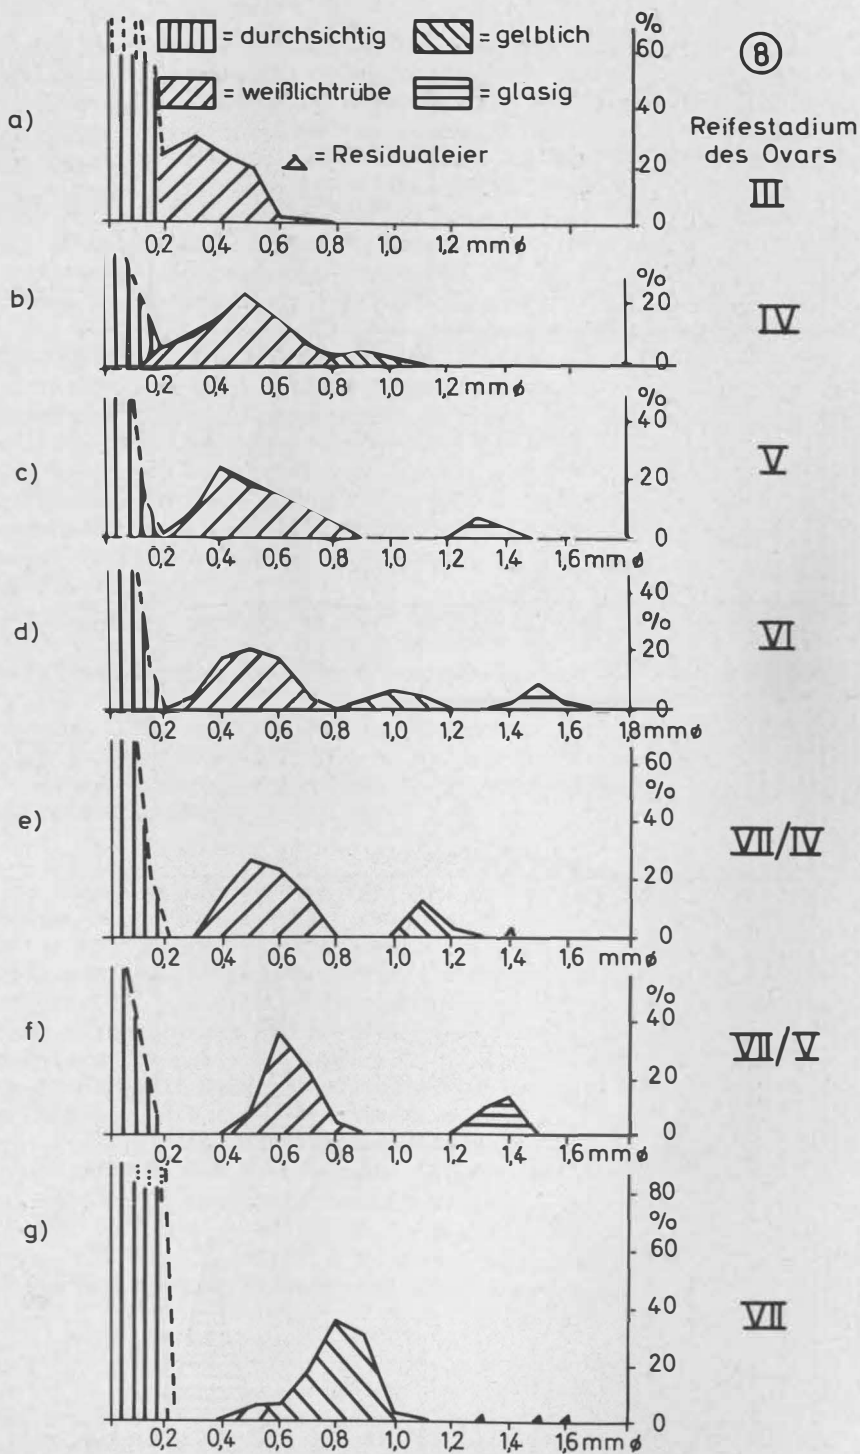 = durchsichtig
= gelblich
%
60
⑧
= weißlichtrübe
= glasig
40
a)
Reifestadium
des Ovars
= Residualeier
20
III
0
0,2 0,4 0,6 0,8 1,0 1,2 mmø
b)
%
20
IV
0
0,2 0,4 0,6 0,8 1,0 1,2 mmø
%
40
V
c)
20
0
0,2 0,4 0,6 0,8 1,0 1,2 1,4 1,6 mmø
40
%
d)
VI
20
0
0,2 0,4 0,6 0,8 1,0 1,2 1,4 1,6 1,8 mmø
60
%
e)
40
VII/IV
20
0
0,2 0,4 0,6 0,8 1,0 1,2 1,4 1,6 mmø
%
40
f)
VII/V
20
0
0,2 0,4 0,6 0,8 1,0 1,2 1,4 1,6 mmø
80
%
g)
60
40
VII
20
0
0,2 0,4 0,6 0,8 1,0 1,2 1,4 1,6 mmø